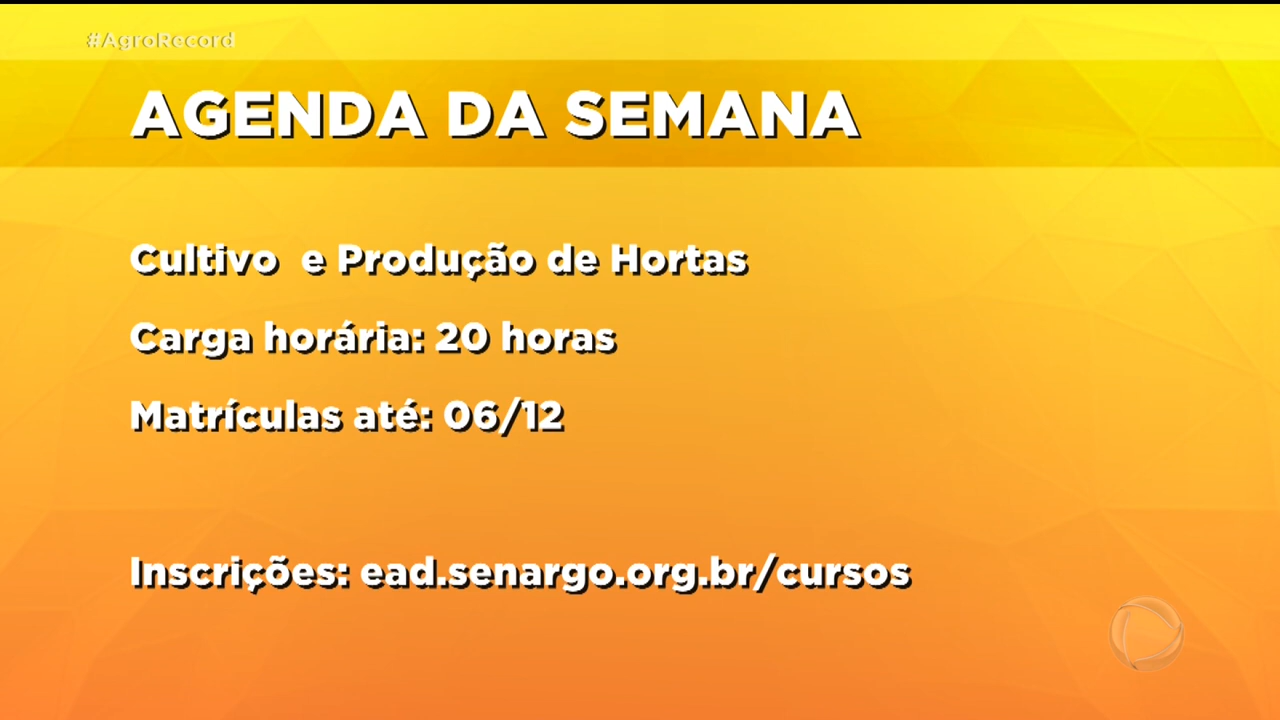 #AgroRecord
AGENDA DA SEMANA
Cultivo e Produção de Hortas
Carga horária: 20 horas
Matrículas até: 06/12
Inscrições: ead.senargo.org.br/cursos